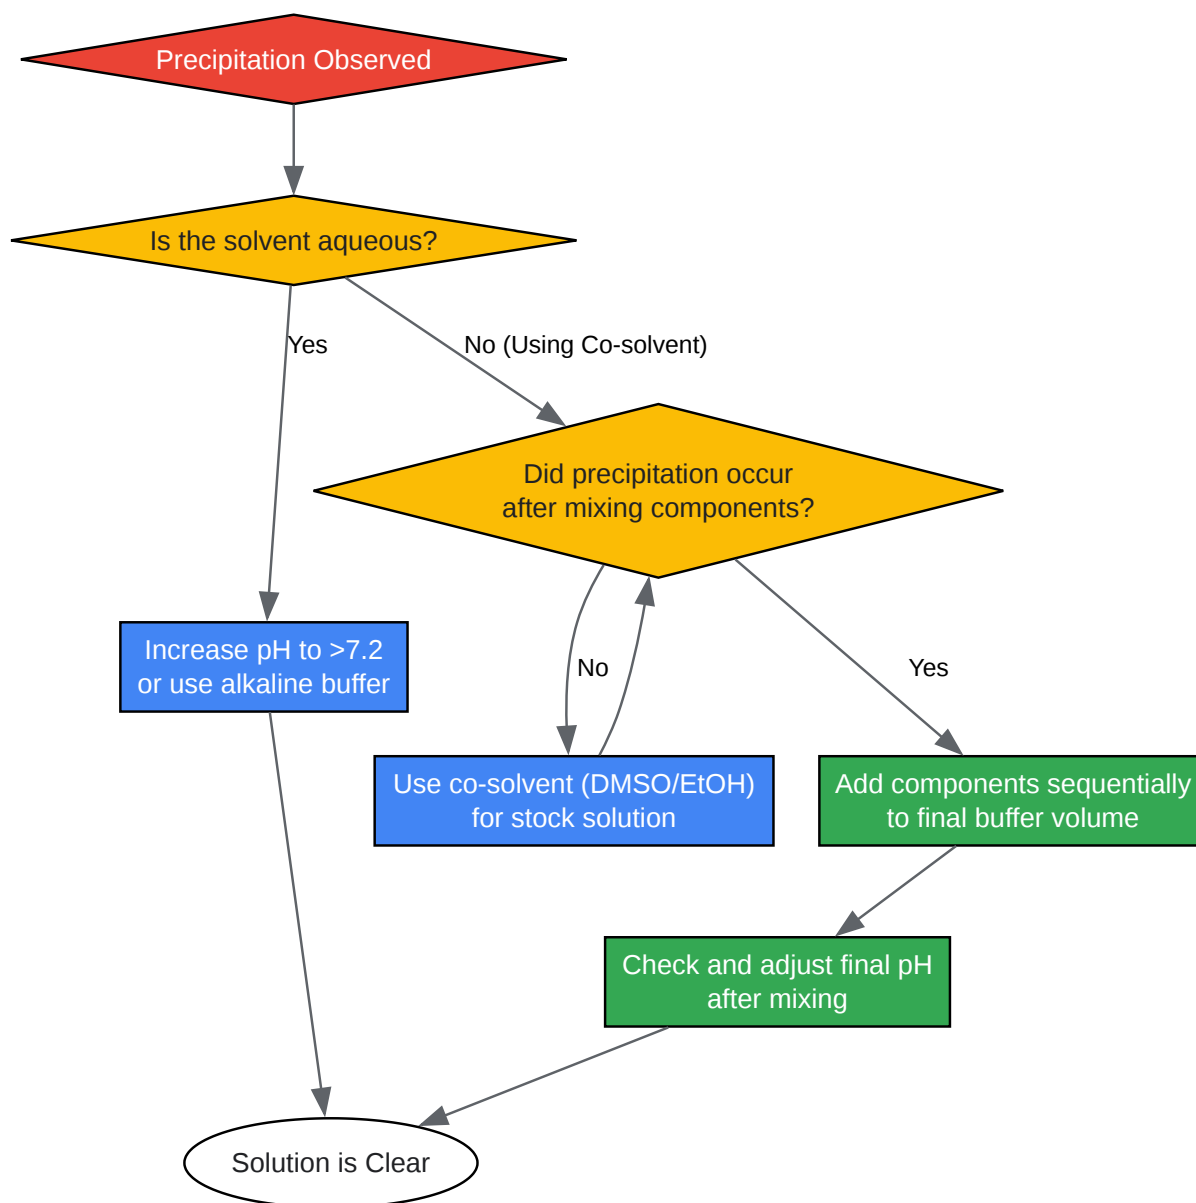 Precipitation Observed
Is the solvent aqueous?
Yes
No (Using Co-solvent)
Did precipitation occur
after mixing components?
Increase pH to >7.2
or use alkaline buffer
No
Yes
Use co-solvent (DMSO/EtOH)
for stock solution
Add components sequentially
to final buffer volume
Check and adjust final pH
after mixing
Solution is Clear